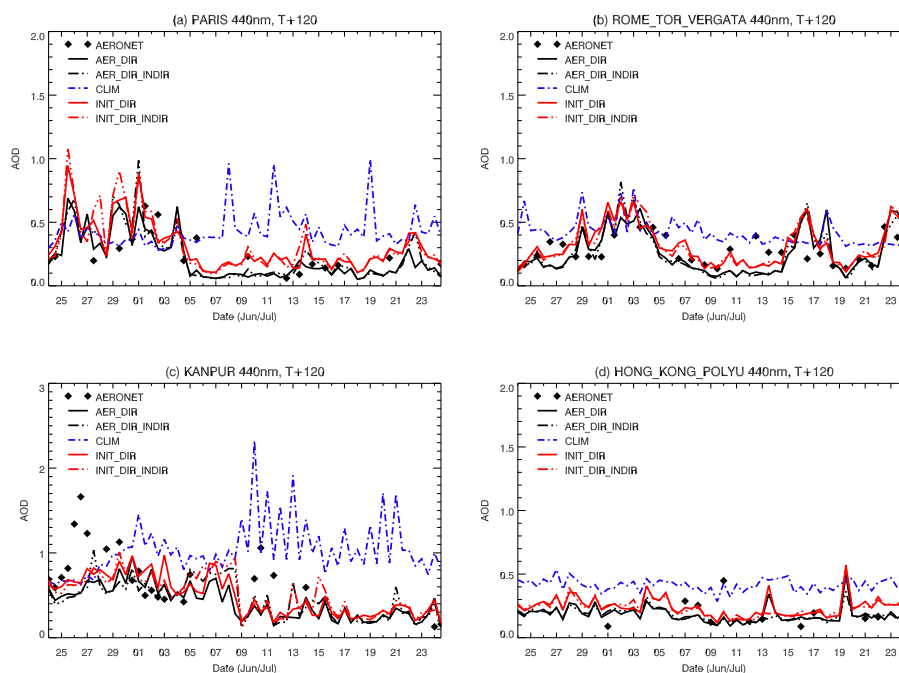 (a) PARIS 440nm, T+120
2.0
1.5
1.0
0.5
0.0
AOD
AERONET
AER_DIR
AER_DIR_INDIR
CLIM
INIT_DIR
INIT_DIR_INDIR
25 27 29 01 03 05 07 09 11 13 15 17 19 21 23
Date (Jun/Jul)
(b) ROME_TOR_VERGATA 440nm, T+120
2.0
1.5
1.0
0.5
0.0
AOD
AERONET
AER_DIR
AER_DIR_INDIR
CLIM
INIT_DIR
INIT_DIR_INDIR
25 27 29 01 03 05 07 09 11 13 15 17 19 21 23
Date (Jun/Jul)
(c) KANPUR 440nm, T+120
3
2
1
0
AOD
AERONET
AER_DIR
AER_DIR_INDIR
CLIM
INIT_DIR
INIT_DIR_INDIR
25 27 29 01 03 05 07 09 11 13 15 17 19 21 23
Date (Jun/Jul)
(d) HONG_KONG_POLYU 440nm, T+120
2.0
1.5
1.0
0.5
0.0
AOD
AERONET
AER_DIR
AER_DIR_INDIR
CLIM
INIT_DIR
INIT_DIR_INDIR
25 27 29 01 03 05 07 09 11 13 15 17 19 21 23
Date (Jun/Jul)